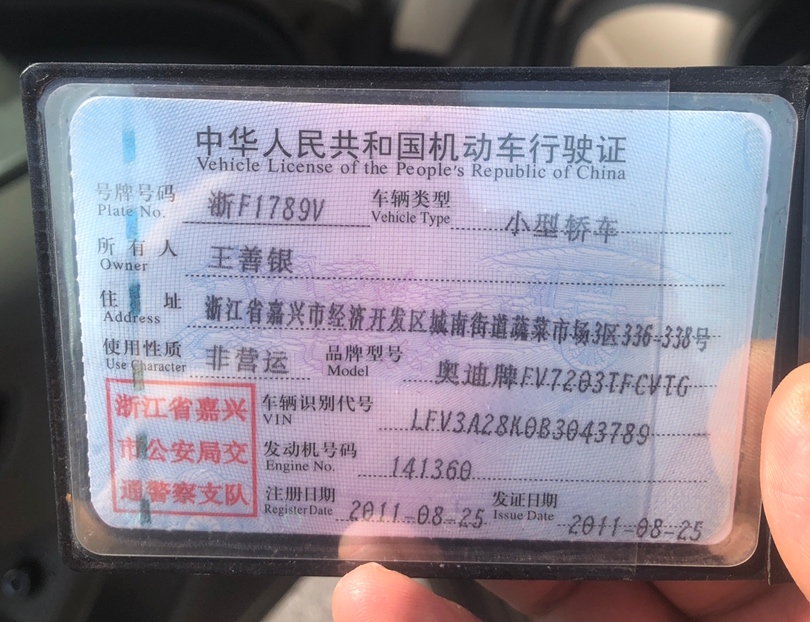 中华人民共和国机动车行驶证
Vehicle License of the People's Republic of China
号牌号码 浙F1789V 车辆类型 小型轿车
Plate No. Vehicle Type
所有人 王善银
Owner
住址 浙江省嘉兴市经济开发区城南街道蔬菜市场3区336-338号
Address
使用性质 非营运 品牌型号 奥迪牌FV7203TFCVTG
Use Character Model
浙江省嘉兴
市公安局交
通警察支队
车辆识别代号 LFV3A28K0B3043789
VIN
发动机号码 141360
Engine No.
注册日期 2011-08-25 发证日期 2011-08-25
Register Date Issue Date